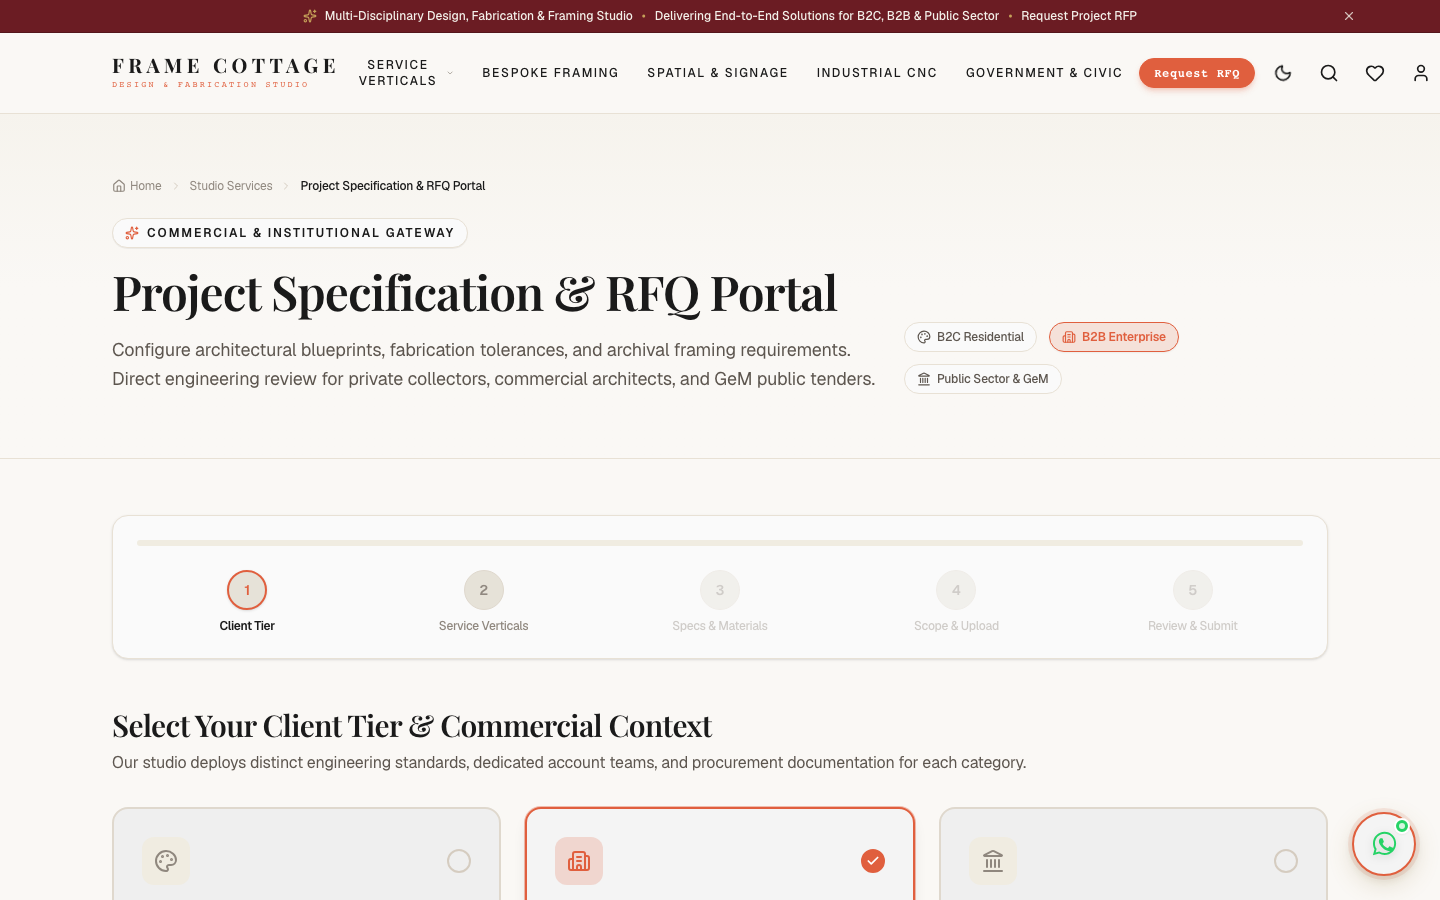 Multi-Disciplinary Design, Fabrication & Framing Studio • Delivering End-to-End Solutions for B2C, B2B & Public Sector • Request Project RFP
FRAME COTTAGE
DESIGN & FABRICATION STUDIO
SERVICE
VERTICALS
BESPOKE FRAMING
SPATIAL & SIGNAGE
INDUSTRIAL CNC
GOVERNMENT & CIVIC
Request RFQ
Home
Studio Services
Project Specification & RFQ Portal
COMMERCIAL & INSTITUTIONAL GATEWAY
Project Specification & RFQ Portal
Configure architectural blueprints, fabrication tolerances, and archival framing requirements.
Direct engineering review for private collectors, commercial architects, and GeM public tenders.
B2C Residential
B2B Enterprise
Public Sector & GeM
1
2
3
4
5
Client Tier
Service Verticals
Specs & Materials
Scope & Upload
Review & Submit
Select Your Client Tier & Commercial Context
Our studio deploys distinct engineering standards, dedicated account teams, and procurement documentation for each category.